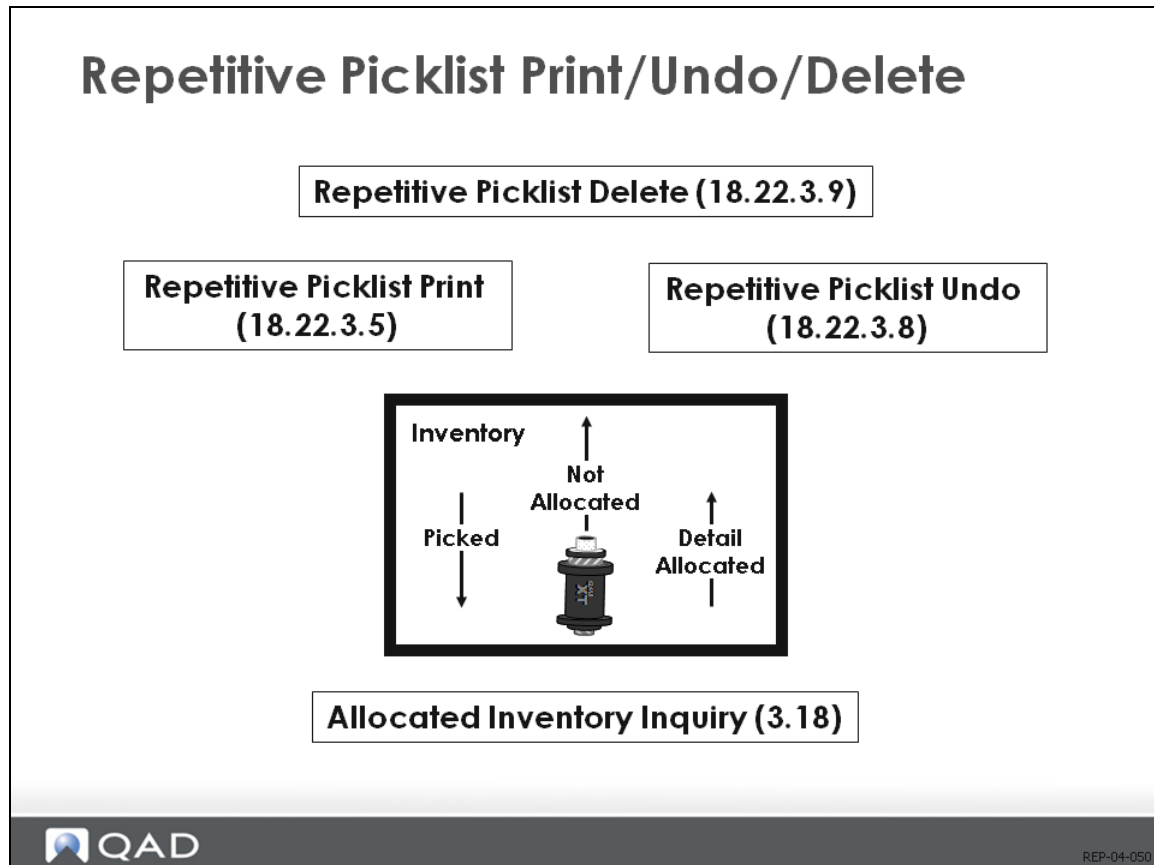 Repetitive Picklist Print/Undo/Delete
Repetitive Picklist Delete (18.22.3.9)
Repetitive Picklist Print
(18.22.3.5)
Repetitive Picklist Undo
(18.22.3.8)
Inventory
Not
Allocated
Picked
Detail
Allocated
XT
Allocated Inventory Inquiry (3.18)
QAD
REP-04-050